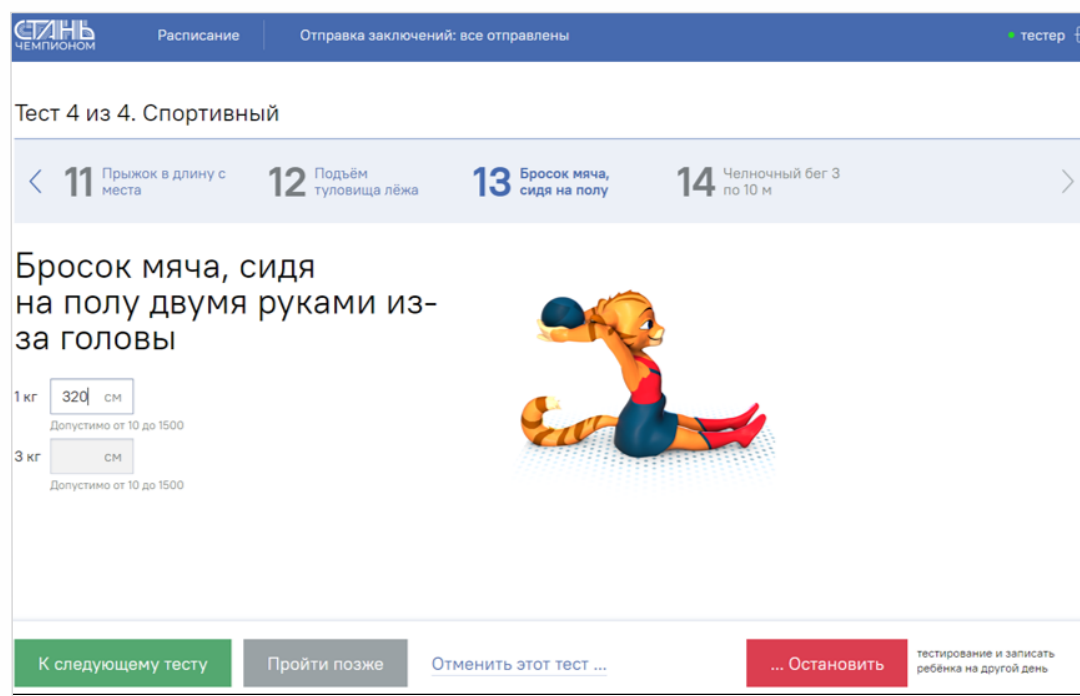 СТАНЬ
ЧЕМПИОНОМ
Расписание
Отправка заключений: все отправлены
тестер
Тест 4 из 4. Спортивный
11 Прыжок в длину с
места
12 Подъём
туловища лёжа
13 Бросок мяча,
сидя на полу
14 Челночный бег 3
по 10 м
Бросок мяча, сидя
на полу двумя руками из-
за головы
1 кг 320 см
Допустимо от 10 до 1500
3 кг см
Допустимо от 10 до 1500
К следующему тесту
Пройти позже
Отменить этот тест ...
... Остановить
тестирование и записать
ребёнка на другой день